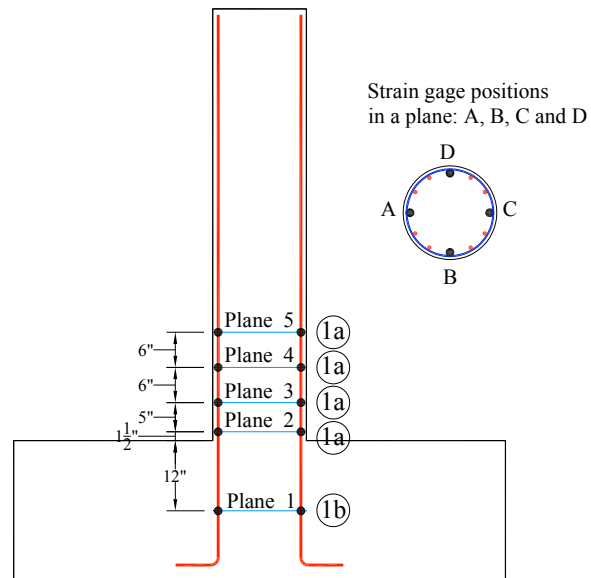 Strain gage positions
in a plane: A, B, C and D
D
A
C
B
Plane 5
1a
6"
Plane 4
1a
6"
Plane 3
1a
5"
Plane 2
1a
1 1/2"
12"
Plane 1
1b